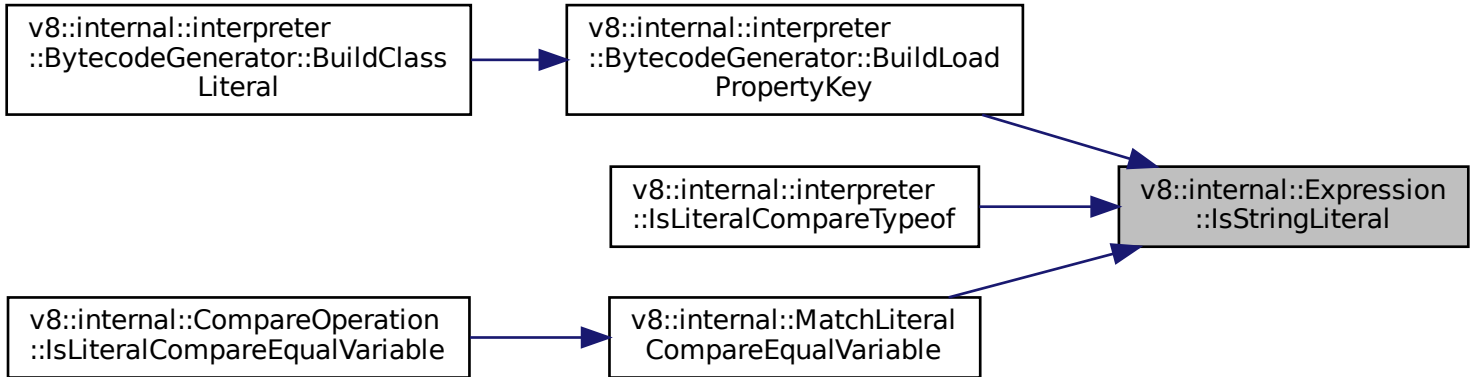 v8::internal::interpreter
::BytecodeGenerator::BuildClass
Literal
v8::internal::interpreter
::BytecodeGenerator::BuildLoad
PropertyKey
v8::internal::interpreter
::IsLiteralCompareTypeof
v8::internal::Expression
::IsStringLiteral
v8::internal::CompareOperation
::IsLiteralCompareEqualVariable
v8::internal::MatchLiteral
CompareEqualVariable